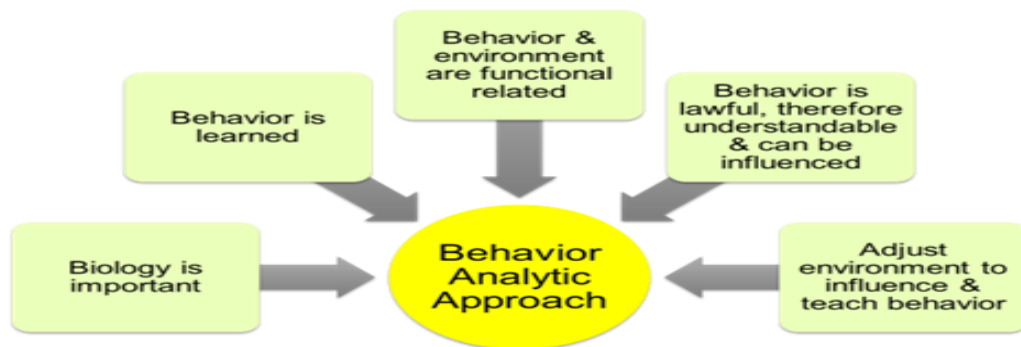 Behavior &
environment
are functional
related
Behavior is
learned
Behavior is
lawful, therefore
understandable
& can be
influenced
Biology is
important
Behavior
Analytic
Approach
Adjust
environment to
influence &
teach behavior